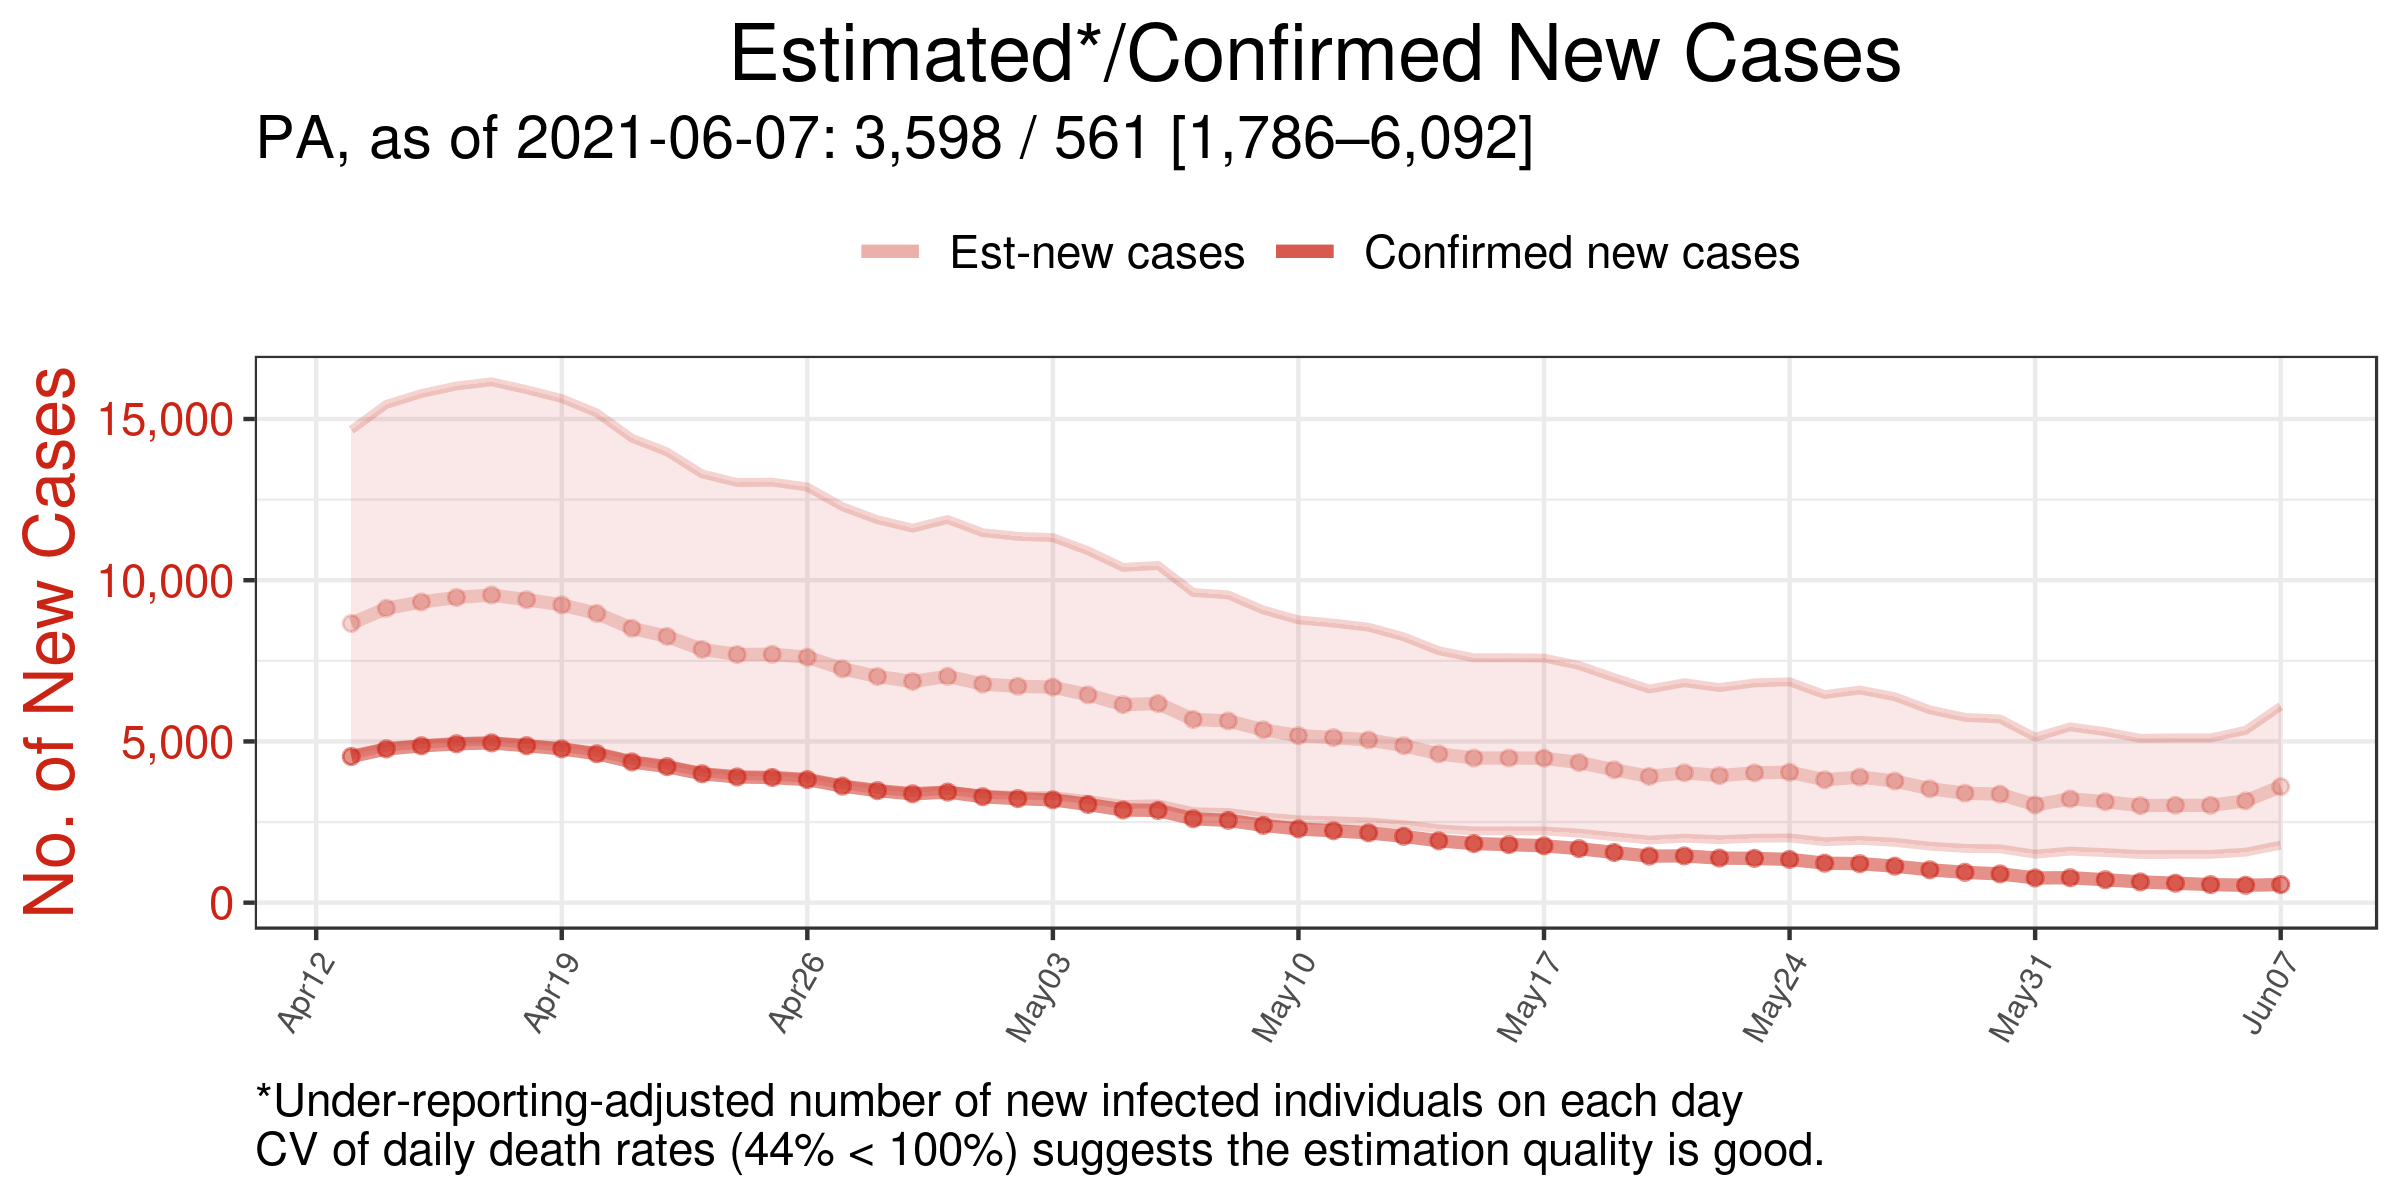 Estimated*/Confirmed New Cases
PA, as of 2021-06-07: 3,598 / 561 [1,786–6,092]
Est-new cases
Confirmed new cases
No. of New Cases
15,000
10,000
5,000
0
Apr12
Apr19
Apr26
May03
May10
May17
May24
May31
Jun07
*Under-reporting-adjusted number of new infected individuals on each day
CV of daily death rates (44% < 100%) suggests the estimation quality is good.